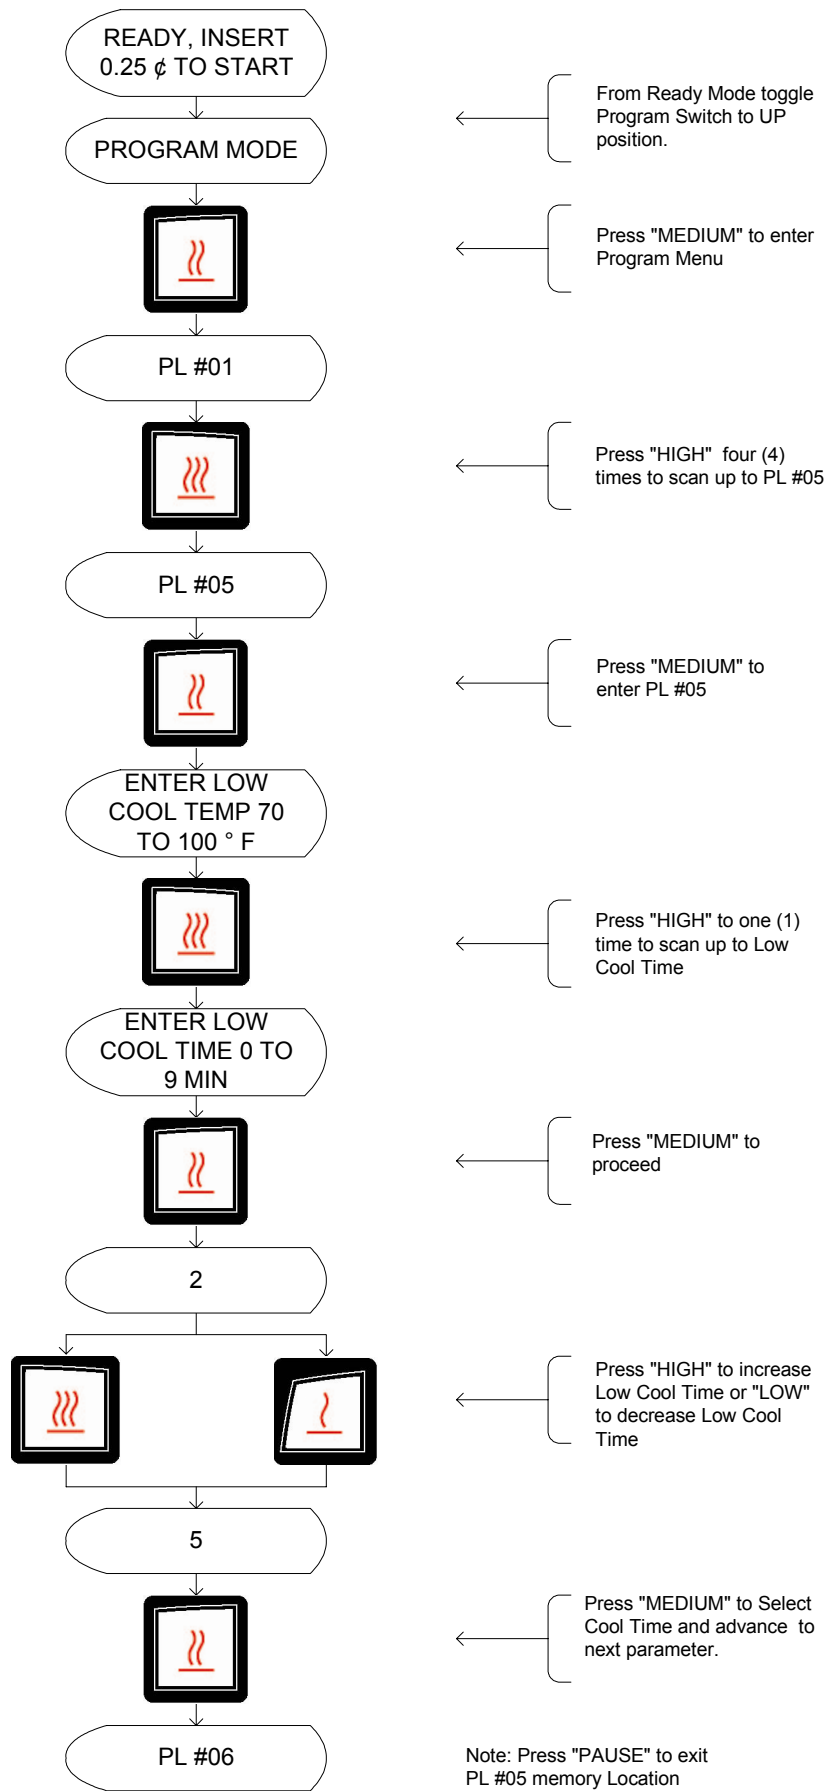 READY, INSERT
0.25 ¢ TO START
From Ready Mode toggle
Program Switch to UP
position.
PROGRAM MODE
Press "MEDIUM" to enter
Program Menu
PL #01
Press "HIGH" four (4)
times to scan up to PL #05
PL #05
Press "MEDIUM" to
enter PL #05
ENTER LOW
COOL TEMP 70
TO 100 ° F
Press "HIGH" to one (1)
time to scan up to Low
Cool Time
ENTER LOW
COOL TIME 0 TO
9 MIN
Press "MEDIUM" to
proceed
2
Press "HIGH" to increase
Low Cool Time or "LOW"
to decrease Low Cool
Time
5
Press "MEDIUM" to Select
Cool Time and advance to
next parameter.
PL #06
Note: Press "PAUSE" to exit
PL #05 memory Location